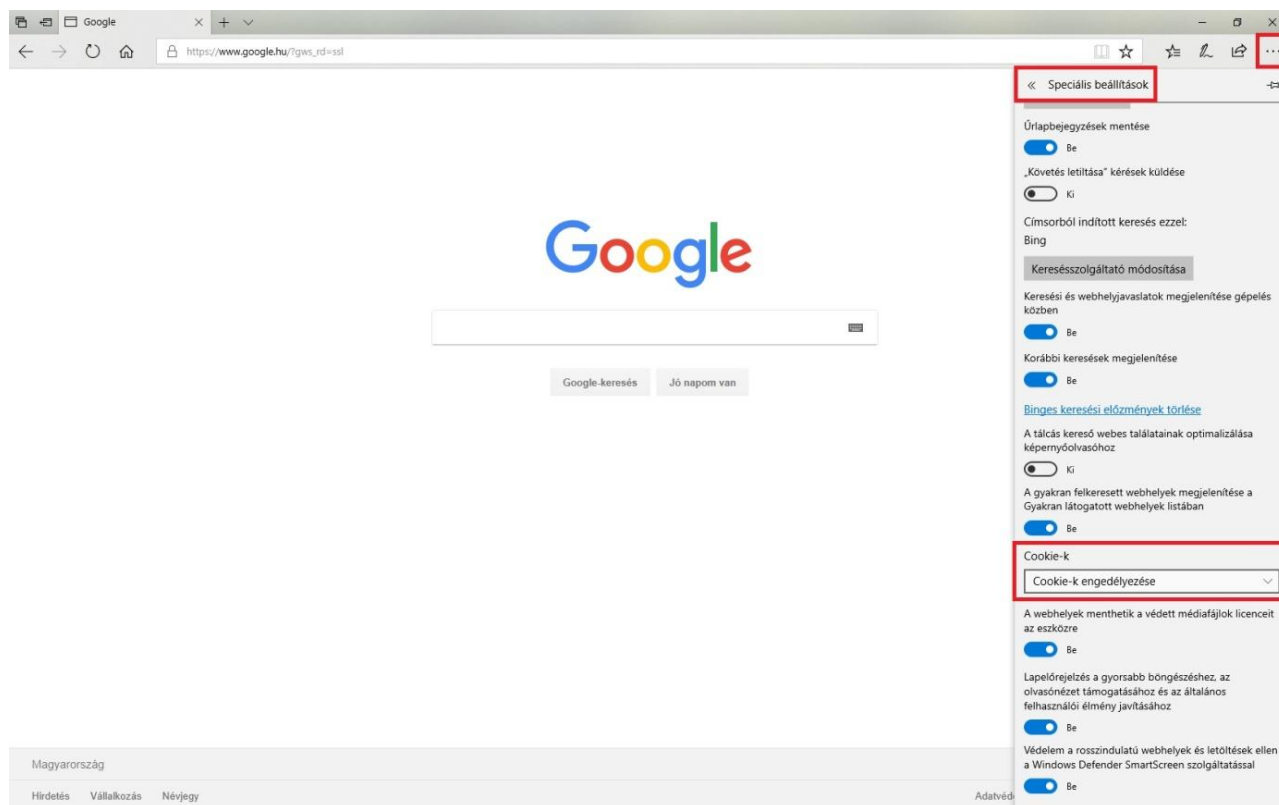 Google
https://www.google.hu/?gws_rd=ssl
Speciális beállítások
Űrlapbejegyzések mentése
Be
„Követés letiltása" kérések küldése
Ki
Címsorból indított keresés ezzel:
Bing
Keresésszolgáltató módosítása
Keresési és webhelyjavaslatok megjelenítése gépelés
közben
Be
Korábbi keresések megjelenítése
Be
Binges keresési előzmények törlése
A tálcás kereső webes találatainak optimalizálása
képernyőolvasóhoz
Ki
A gyakran felkeresett webhelyek megjelenítése a
Gyakran látogatott webhelyek listában
Be
Cookie-k
Cookie-k engedélyezése
A webhelyek menthetik a védett médiafájlok licenceit
az eszközre
Be
Lapelőrejelzés a gyorsabb böngészéshez, az
olvasónézet támogatásához és az általános
felhasználói élmény javításához
Be
Védelem a rosszindulatú webhelyek és letöltések ellen
a Windows Defender SmartScreen szolgáltatással
Be
Google
Google-keresés Jó napom van
Magyarország
Hirdetés Vállalkozás Névjegy